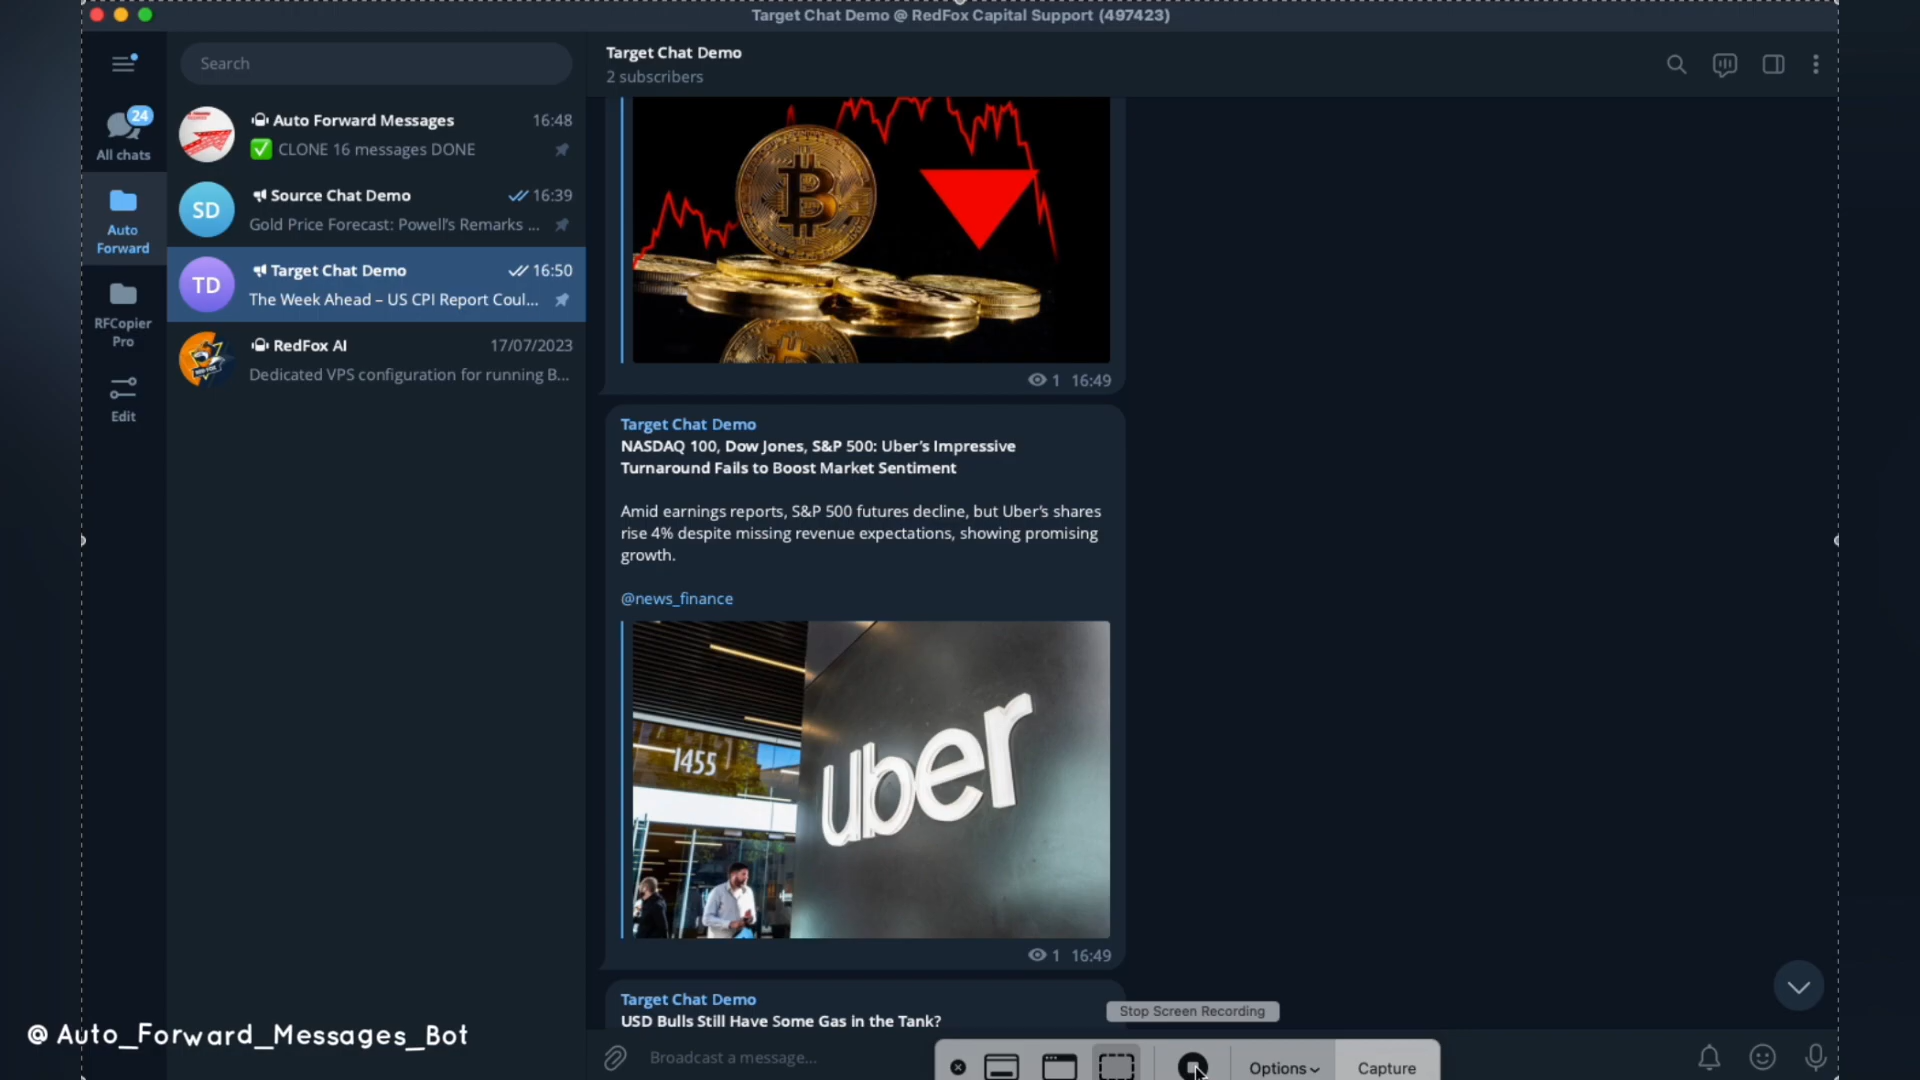 Target Chat Demo @ RedFox Capital Support (497423)
Search
Target Chat Demo
2 subscribers
24
All chats
Auto
Forward
RFCopier
Pro
Edit
Auto Forward Messages 16:48
CLONE 16 messages DONE
SD
Source Chat Demo 16:39
Gold Price Forecast: Powell's Remarks ...
TD
Target Chat Demo 16:50
The Week Ahead – US CPI Report Coul...
RedFox AI 17/07/2023
Dedicated VPS configuration for running B...
B
1 16:49
Target Chat Demo
NASDAQ 100, Dow Jones, S&P 500: Uber's Impressive
Turnaround Fails to Boost Market Sentiment
Amid earnings reports, S&P 500 futures decline, but Uber's shares
rise 4% despite missing revenue expectations, showing promising
growth.
@news_finance
1455
uber
1 16:49
Target Chat Demo
USD Bulls Still Have Some Gas in the Tank?
Stop Screen Recording
@Auto_Forward_Messages_Bot
Broadcast a message...
Options
Capture